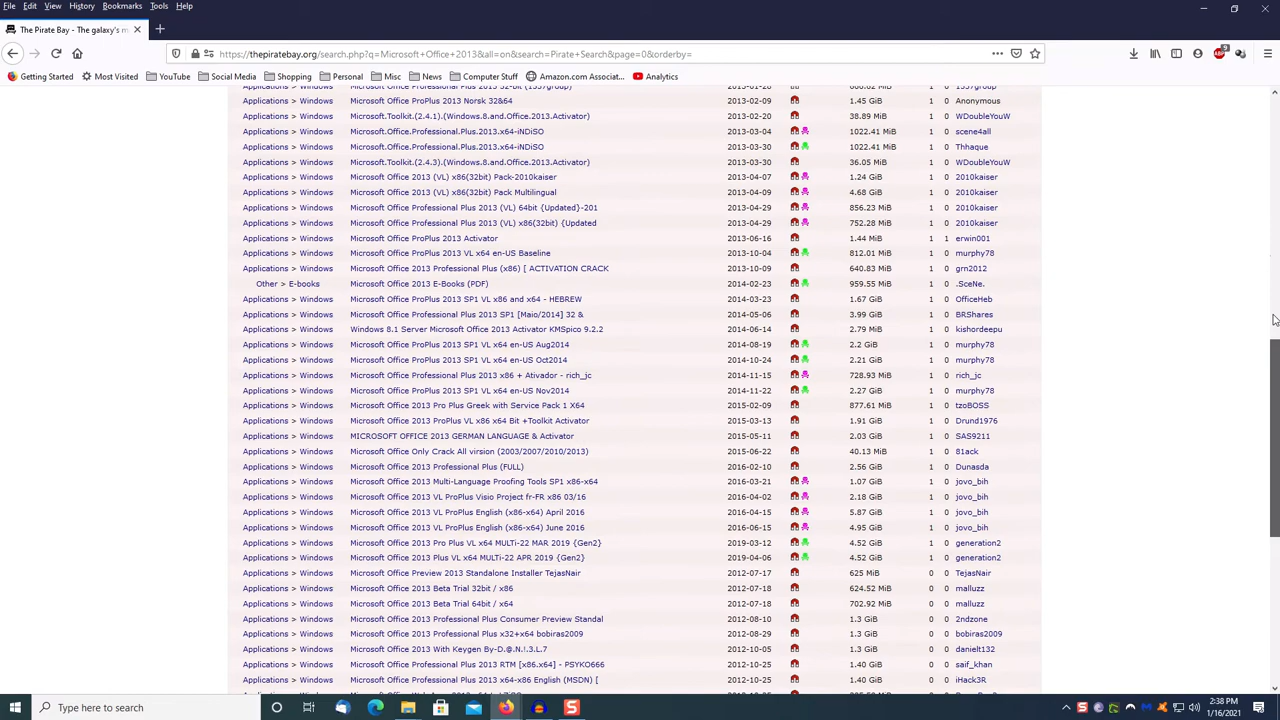 File Edit View History Bookmarks Tools Help
The Pirate Bay - The galaxy's m
https://thepiratebay.org/search.php?q=Microsoft+Office+2013&all=on&search=Pirate+Search&page=0&orderby=
Getting Started Most Visited YouTube Social Media Shopping Personal Misc News Computer Stuff Amazon.com Associat... Analytics
Applications > Windows Microsoft Office ProPlus 2013 Norsk 32&64 2013-02-09 1.45 GiB 1 0 Anonymous
Applications > Windows Microsoft.Toolkit.(2.4.1).(Windows.8.and.Office.2013.Activator) 2013-02-20 38.89 MiB 1 0 WDoubleYouW
Applications > Windows Microsoft.Office.Professional.Plus.2013.x64-iNDiSO 2013-03-04 1022.41 MiB 1 0 scene4all
Applications > Windows Microsoft.Office.Professional.Plus.2013.x64-iNDiSO 2013-03-30 1022.41 MiB 1 0 Thhaque
Applications > Windows Microsoft.Toolkit.(2.4.3).(Windows.8.and.Office.2013.Activator) 2013-03-30 36.05 MiB 1 0 WDoubleYouW
Applications > Windows Microsoft Office 2013 (VL) x86(32bit) Pack-2010kaiser 2013-04-07 1.24 GiB 1 0 2010kaiser
Applications > Windows Microsoft Office 2013 (VL) x86(32bit) Pack Multilingual 2013-04-09 4.68 GiB 1 0 2010kaiser
Applications > Windows Microsoft Office Professional Plus 2013 (VL) 64bit {Updated}-201 2013-04-29 856.23 MiB 1 0 2010kaiser
Applications > Windows Microsoft Office Professional Plus 2013 (VL) x86(32bit) {Updated 2013-04-29 752.28 MiB 1 0 2010kaiser
Applications > Windows Microsoft Office ProPlus 2013 Activator 2013-06-16 1.44 MiB 1 1 erwin001
Applications > Windows Microsoft Office ProPlus 2013 VL x64 en-US Baseline 2013-10-04 812.01 MiB 1 0 murphy78
Applications > Windows Microsoft Office 2013 Professional Plus (x86) [ ACTIVATION CRACK 2013-10-09 640.83 MiB 1 0 grn2012
Other > E-books Microsoft Office 2013 E-Books (PDF) 2014-02-23 959.55 MiB 1 0 .SceNe.
Applications > Windows Microsoft Office ProPlus 2013 SP1 VL x86 and x64 - HEBREW 2014-03-23 1.67 GiB 1 0 OfficeHeb
Applications > Windows Microsoft Office Professional Plus 2013 SP1 [Maio/2014] 32 & 2014-05-06 3.99 GiB 1 0 BRShares
Applications > Windows Windows 8.1 Server Microsoft Office 2013 Activator KMSpico 9.2.2 2014-06-14 2.79 MiB 1 0 kishordeepu
Applications > Windows Microsoft Office ProPlus 2013 SP1 VL x64 en-US Aug2014 2014-08-19 2.2 GiB 1 0 murphy78
Applications > Windows Microsoft Office ProPlus 2013 SP1 VL x64 en-US Oct2014 2014-10-24 2.21 GiB 1 0 murphy78
Applications > Windows Microsoft Office Professional Plus 2013 x86 + Ativador - rich_jc 2014-11-15 728.93 MiB 1 0 rich_jc
Applications > Windows Microsoft Office ProPlus 2013 SP1 VL x64 en-US Nov2014 2014-11-22 2.27 GiB 1 0 murphy78
Applications > Windows Microsoft Office 2013 Pro Plus Greek with Service Pack 1 X64 2015-02-09 877.61 MiB 1 0 tzoBOSS
Applications > Windows Microsoft Office 2013 ProPlus VL x86 x64 Bit +Toolkit Activator 2015-03-13 1.91 GiB 1 0 Drund1976
Applications > Windows MICROSOFT OFFICE 2013 GERMAN LANGUAGE & Activator 2015-05-11 2.03 GiB 1 0 SAS9211
Applications > Windows Microsoft Office Only Crack All virsion (2003/2007/2010/2013) 2015-06-22 40.13 MiB 1 0 81ack
Applications > Windows Microsoft Office 2013 Professional Plus (FULL) 2016-02-10 2.56 GiB 1 0 Dunasda
Applications > Windows Microsoft Office 2013 Multi-Language Proofing Tools SP1 x86-x64 2016-03-21 1.07 GiB 1 0 jovo_bih
Applications > Windows Microsoft Office 2013 VL ProPlus Visio Project fr-FR x86 03/16 2016-04-02 2.18 GiB 1 0 jovo_bih
Applications > Windows Microsoft Office 2013 VL ProPlus English (x86-x64) April 2016 2016-04-15 5.87 GiB 1 0 jovo_bih
Applications > Windows Microsoft Office 2013 VL ProPlus English (x86-x64) June 2016 2016-06-15 4.95 GiB 1 0 jovo_bih
Applications > Windows Microsoft Office 2013 Pro Plus VL x64 MULTi-22 MAR 2019 {Gen2} 2019-03-12 4.52 GiB 1 0 generation2
Applications > Windows Microsoft Office 2013 Plus VL x64 MULTi-22 APR 2019 {Gen2} 2019-04-06 4.52 GiB 1 0 generation2
Applications > Windows Microsoft Office Preview 2013 Standalone Installer TejasNair 2012-07-17 625 MiB 0 0 TejasNair
Applications > Windows Microsoft Office 2013 Beta Trial 32bit / x86 2012-07-18 624.52 MiB 0 0 malluzz
Applications > Windows Microsoft Office 2013 Beta Trial 64bit / x64 2012-07-18 702.92 MiB 0 0 malluzz
Applications > Windows Microsoft Office 2013 Professional Plus Consumer Preview Standal 2012-08-10 1.3 GiB 0 0 2ndzone
Applications > Windows Microsoft Office 2013 Professional Plus x32+x64 bobiras2009 2012-08-29 1.3 GiB 0 0 bobiras2009
Applications > Windows Microsoft Office 2013 With Keygen By-D.@.N.!.3.L.7 2012-10-05 1.3 GiB 0 0 danielt132
Applications > Windows Microsoft Office 2013 Professional Plus RTM [x86.x64] - PSYKO666 2012-10-25 1.40 GiB 0 0 saif_khan
Applications > Windows Microsoft Office Professional Plus 2013 x64-x86 English (MSDN) [ 2012-10-25 1.40 GiB 0 0 iHack3R
Type here to search
2:38 PM
1/16/2021